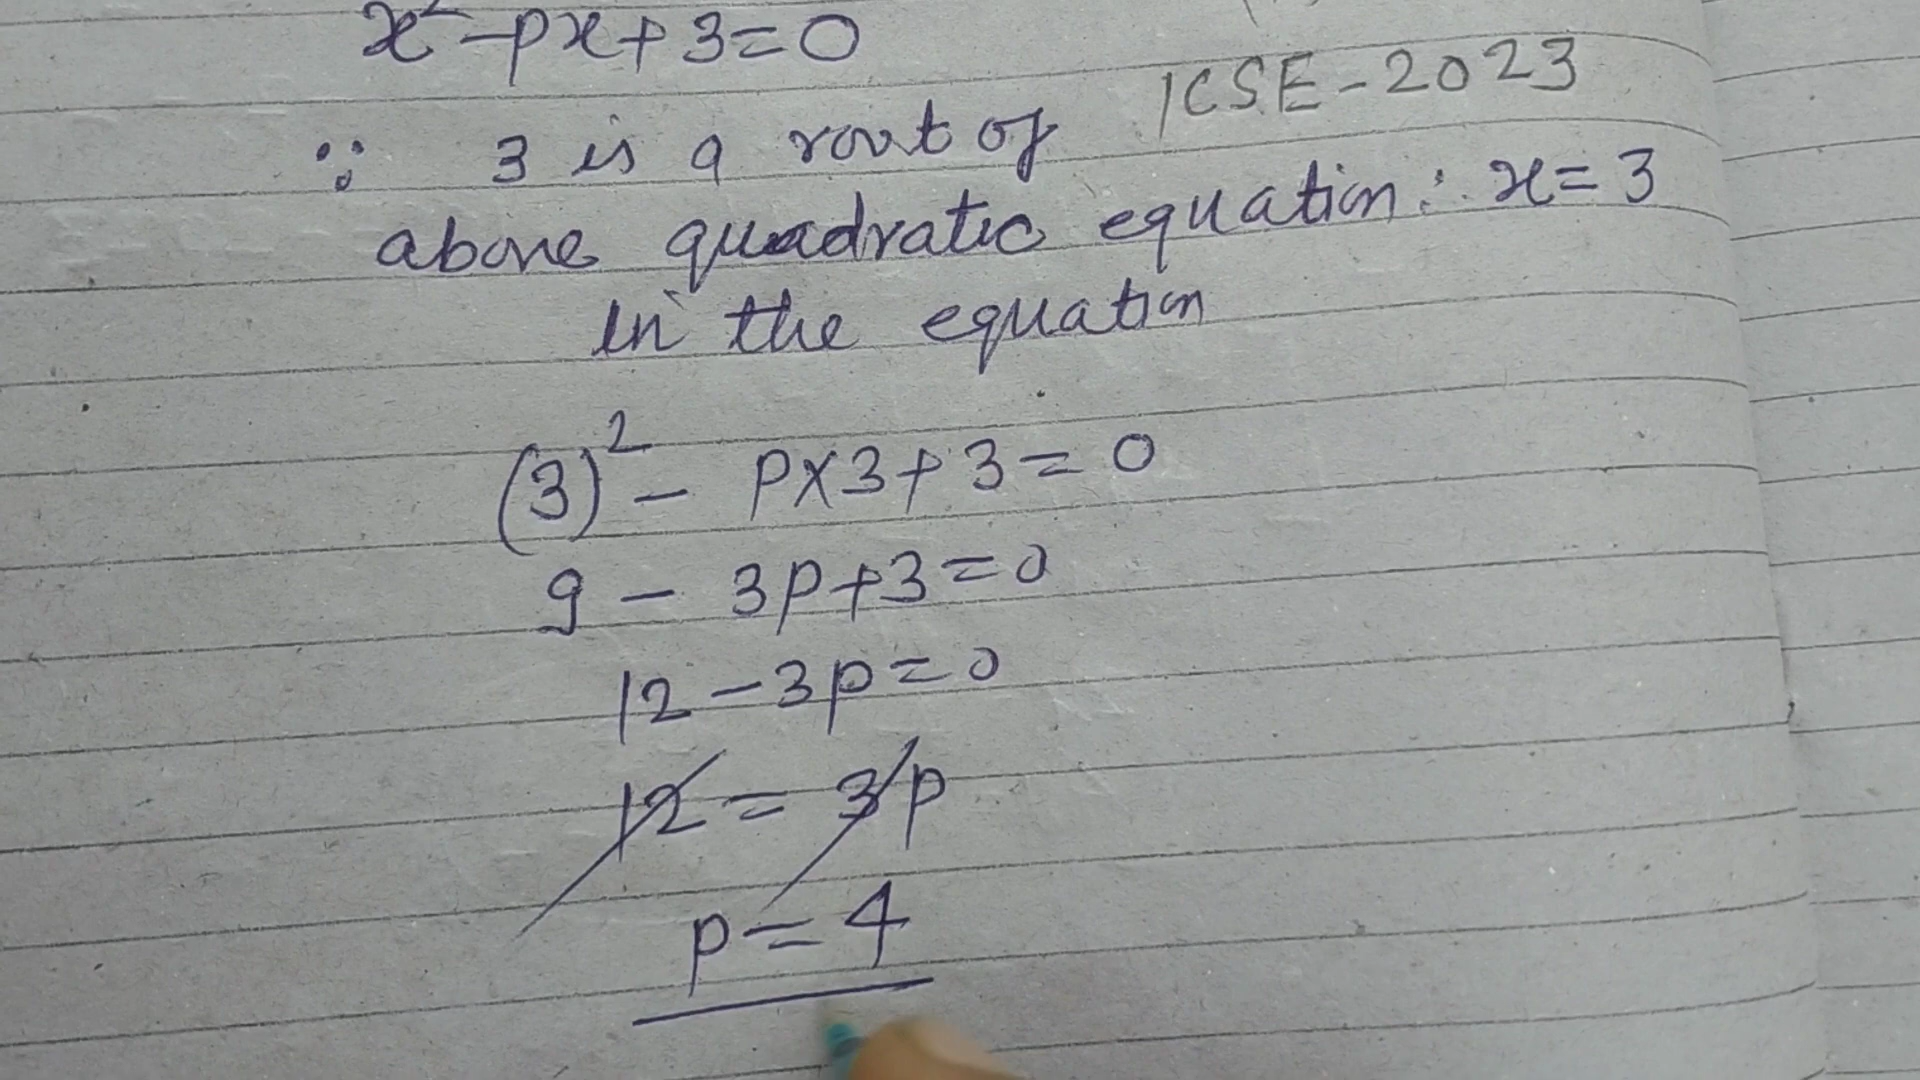 x² - px + 3 = 0
ICSE - 2023
∵ 3 is a root of
above quadratic equation ∴ x = 3
in the equation
(3)² - p×3 + 3 = 0
9 - 3p + 3 = 0
12 - 3p = 0
12 = 3p
p = 4